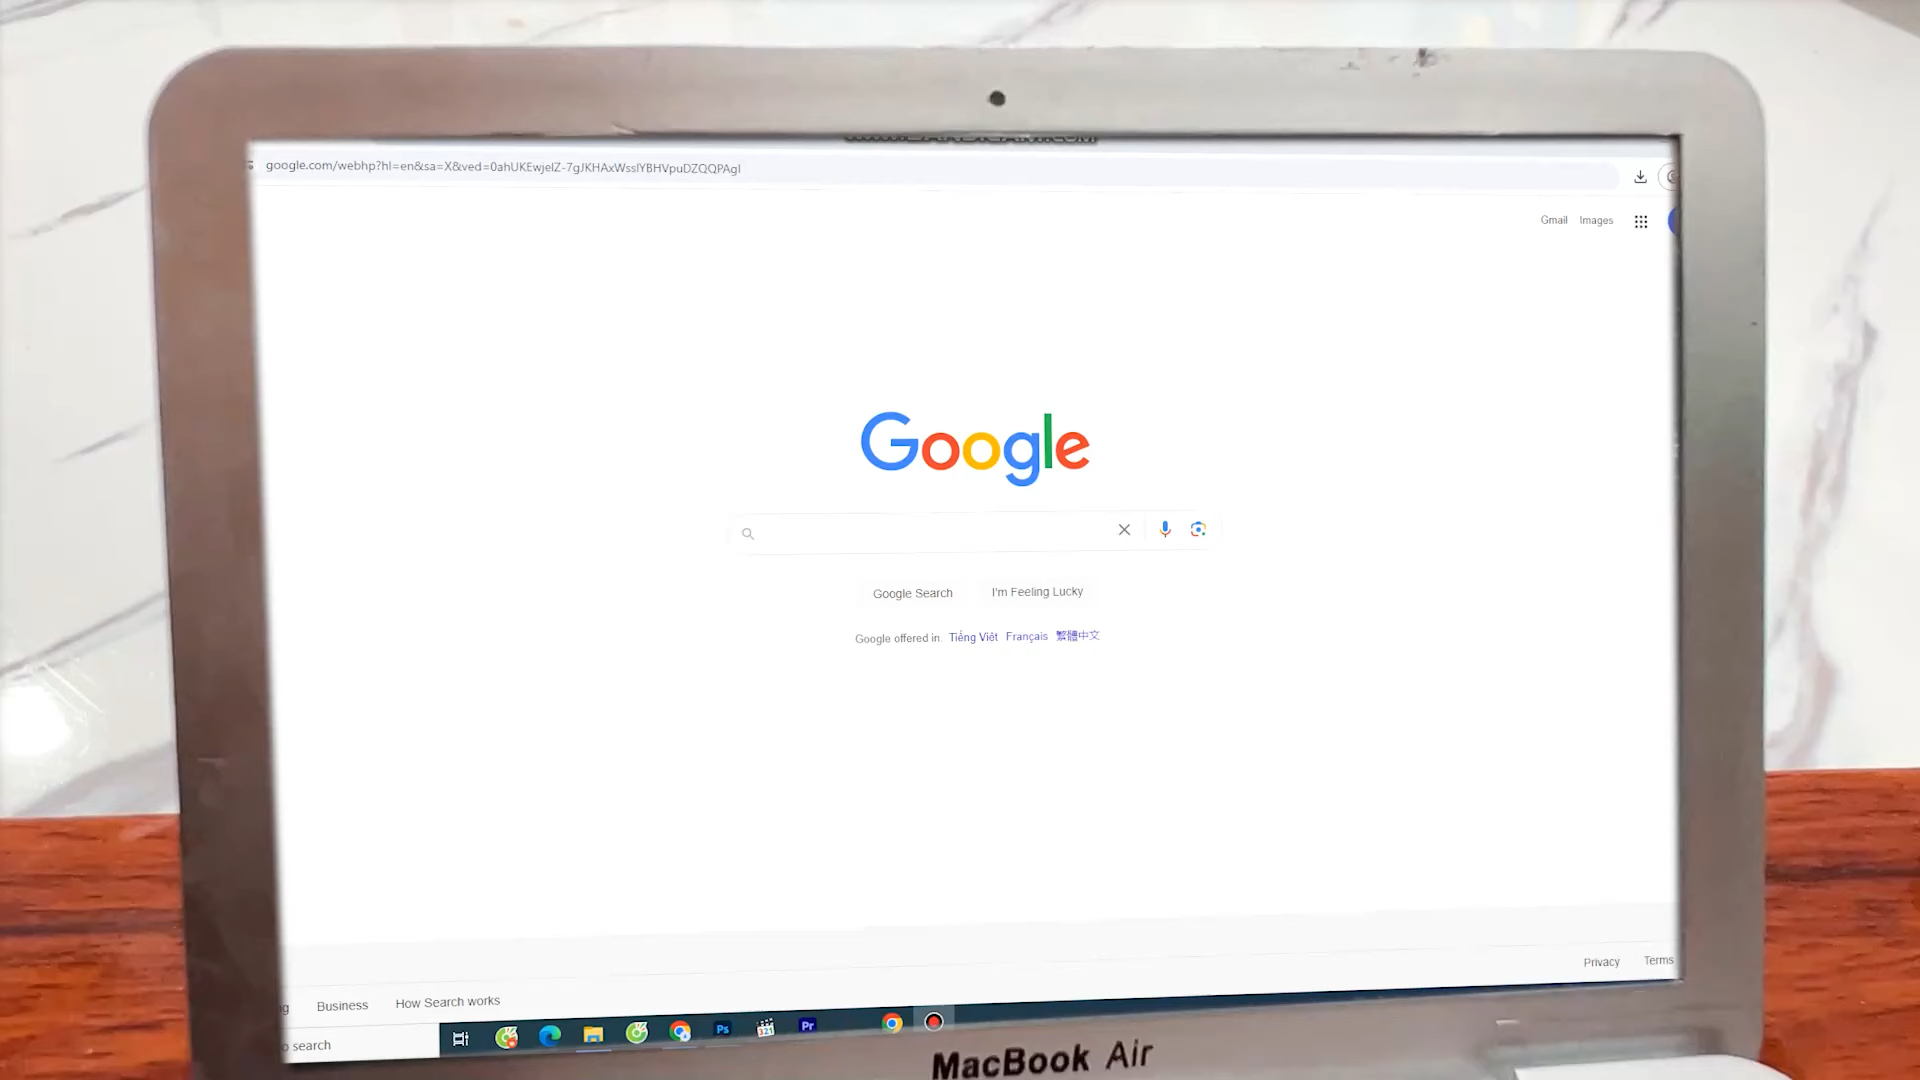 google.com/webhp?hl=en&sa=X&ved=0ahUKEwjelZ-7gJKHAxWsslYBHVpuDZQQPAgI
Gmail Images
Google
Google Search I'm Feeling Lucky
Google offered in: Tiếng Việt Français 繁體中文
Privacy Terms
Business How Search works
search
Ps 321 Pr
MacBook Air